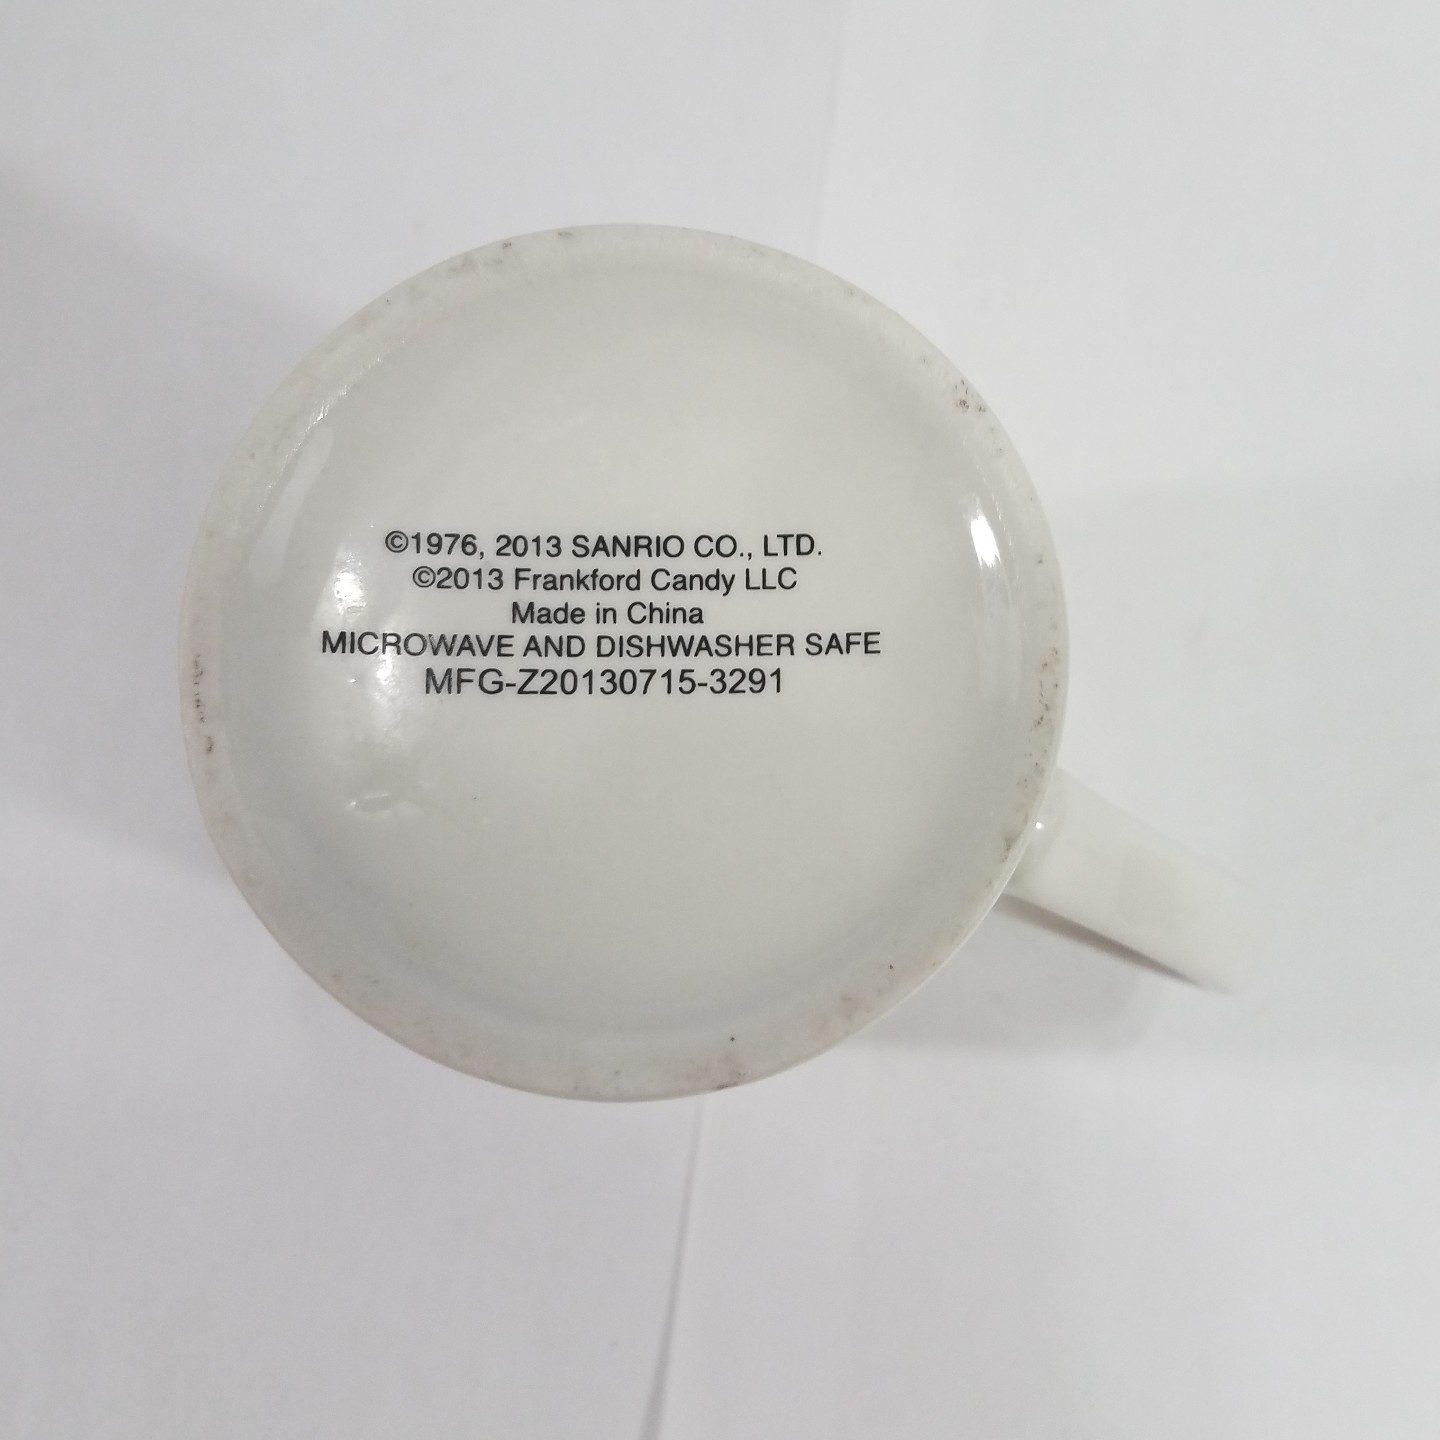 ©1976, 2013 SANRIO CO., LTD.
©2013 Frankford Candy LLC
Made in China
MICROWAVE AND DISHWASHER SAFE
MFG-Z20130715-3291